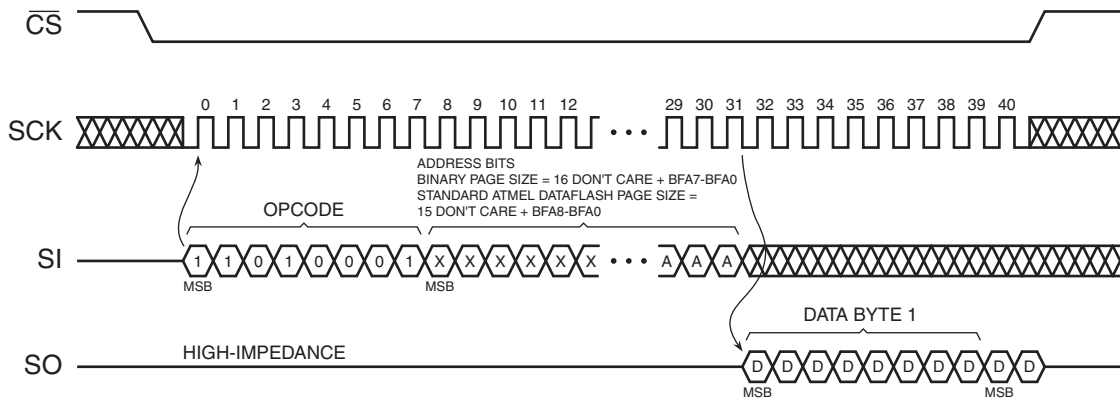 CS
0 1 2 3 4 5 6 7 8 9 10 11 12 29 30 31 32 33 34 35 36 37 38 39 40
SCK
ADDRESS BITS
BINARY PAGE SIZE = 16 DON'T CARE + BFA7-BFA0
STANDARD ATMEL DATAFLASH PAGE SIZE =
15 DON'T CARE + BFA8-BFA0
OPCODE
SI 1 1 0 1 0 0 0 1 X X X X X X A A A
MSB MSB
DATA BYTE 1
HIGH-IMPEDANCE
SO D D D D D D D D D D
MSB MSB